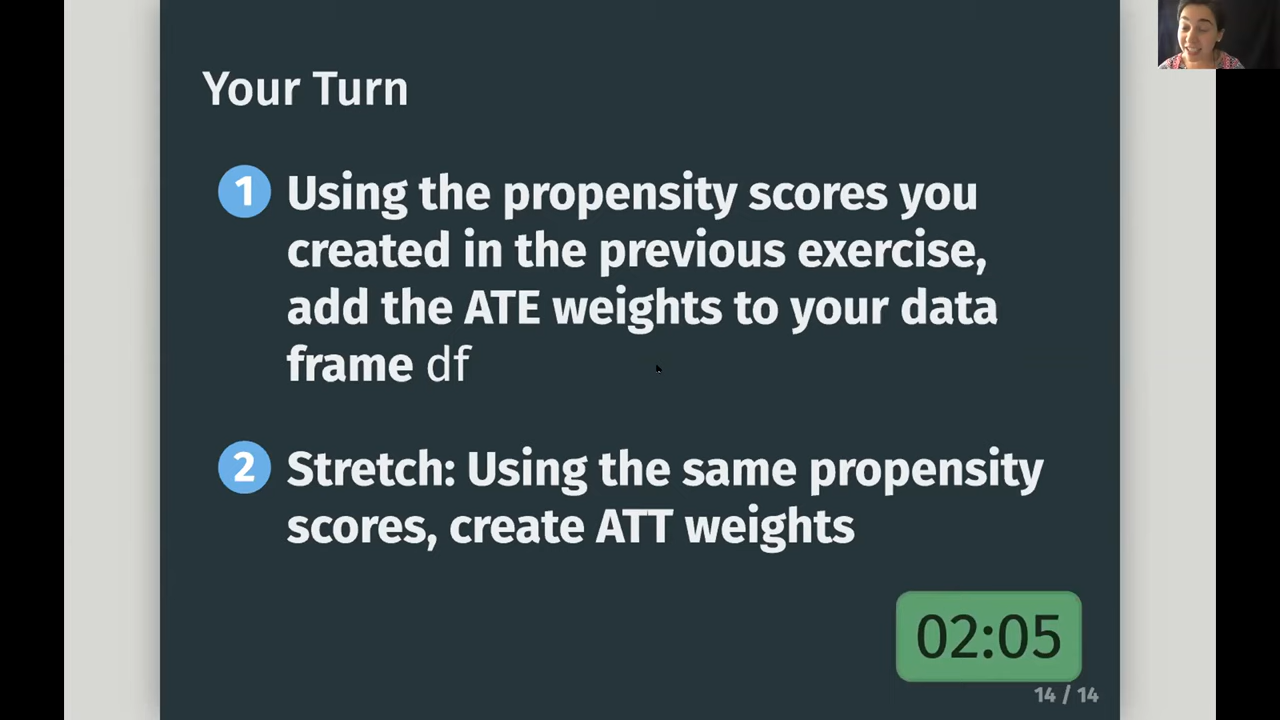 Your Turn
1 Using the propensity scores you
created in the previous exercise,
add the ATE weights to your data
frame df
2 Stretch: Using the same propensity
scores, create ATT weights
02:05
14 / 14